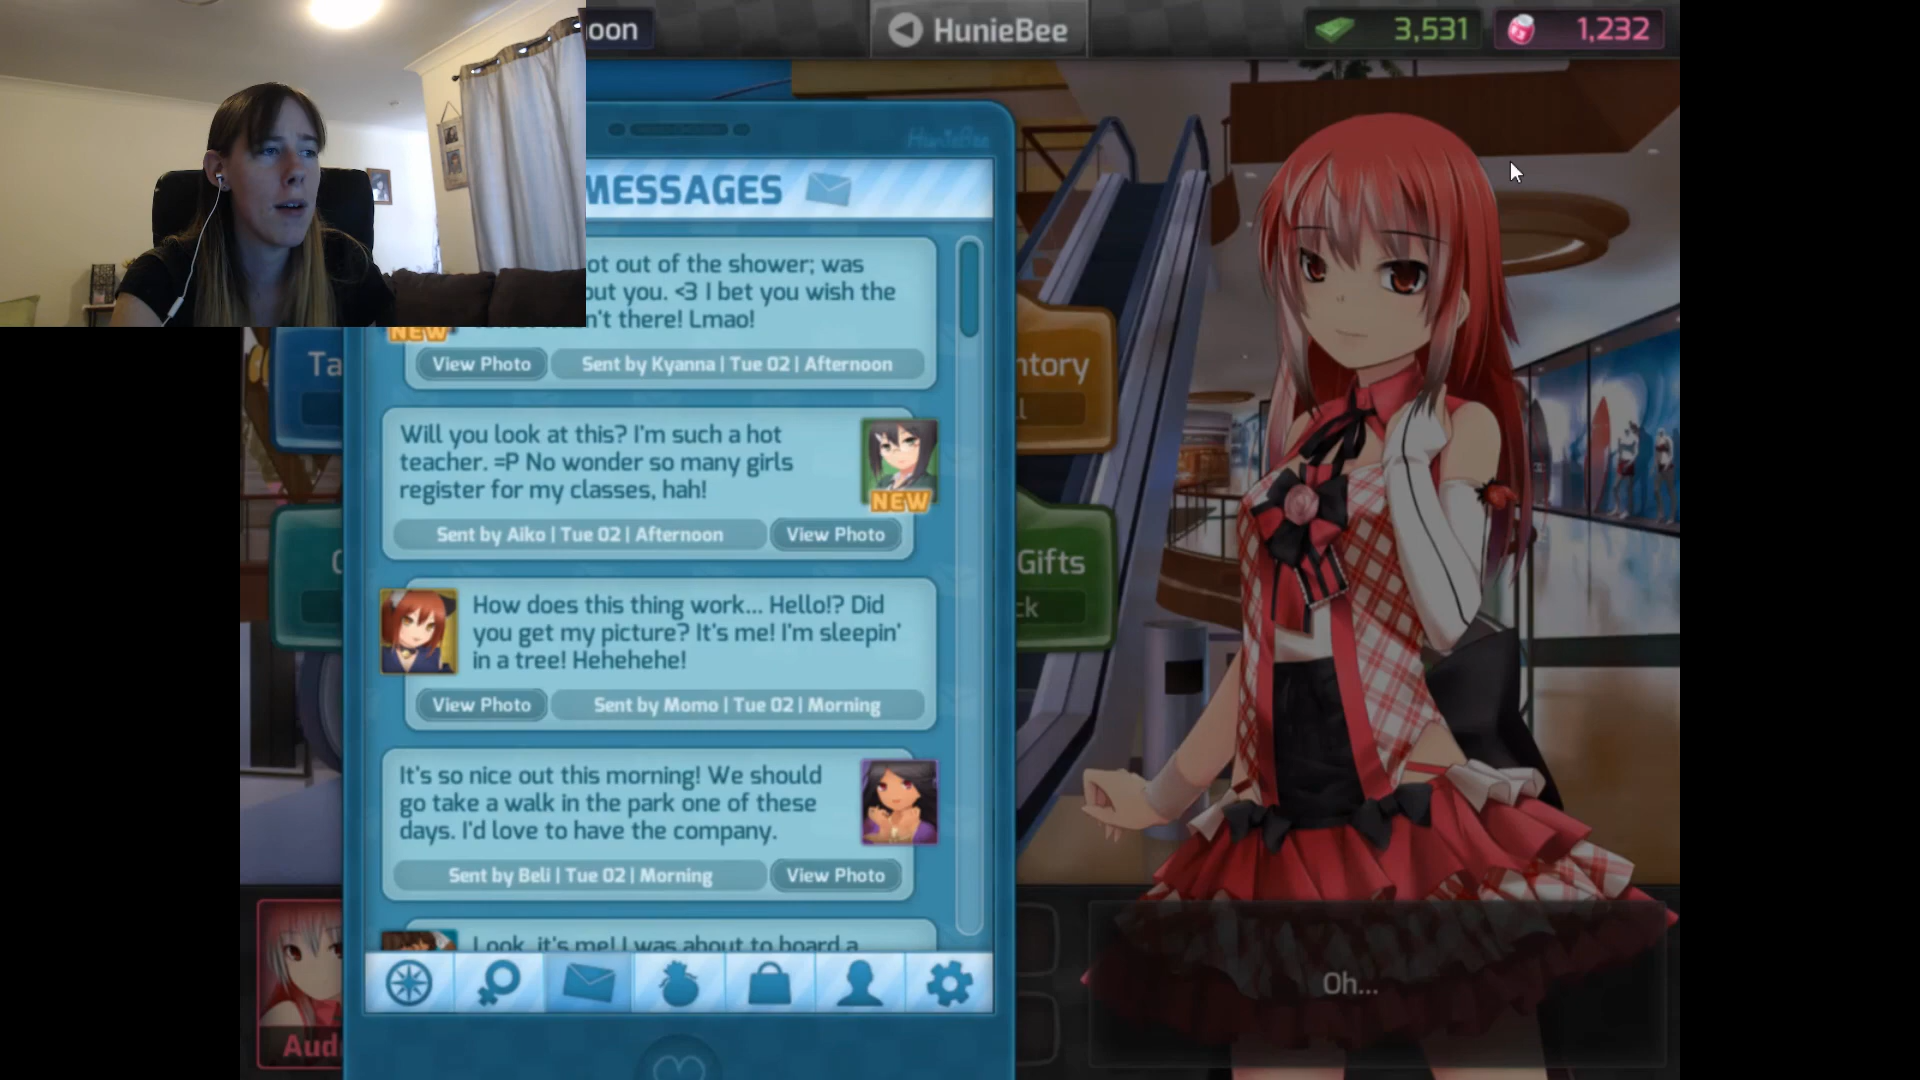 oon
HunieBee
3,531
1,232
HunieBee
MESSAGES
ot out of the shower; was
out you. <3 I bet you wish the
n't there! Lmao!
NEW
View Photo
Sent by Kyanna | Tue 02 | Afternoon
Will you look at this? I'm such a hot
teacher. =P No wonder so many girls
register for my classes, hah!
NEW
Sent by Aiko | Tue 02 | Afternoon
View Photo
How does this thing work... Hello!? Did
you get my picture? It's me! I'm sleepin'
in a tree! Hehehehe!
View Photo
Sent by Momo | Tue 02 | Morning
It's so nice out this morning! We should
go take a walk in the park one of these
days. I'd love to have the company.
Sent by Beli | Tue 02 | Morning
View Photo
Look, it's me! I was about to board a
Ta
ntory
Gifts
ck
Aud
Oh...